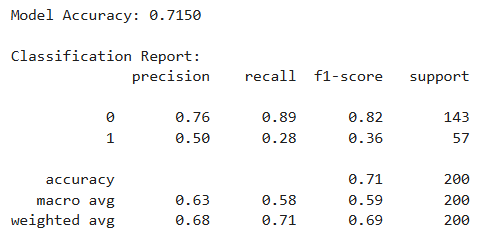 Model Accuracy: 0.7150
Classification Report:
precision recall f1-score support
0 0.76 0.89 0.82 143
1 0.50 0.28 0.36 57
accuracy 0.71 200
macro avg 0.63 0.58 0.59 200
weighted avg 0.68 0.71 0.69 200